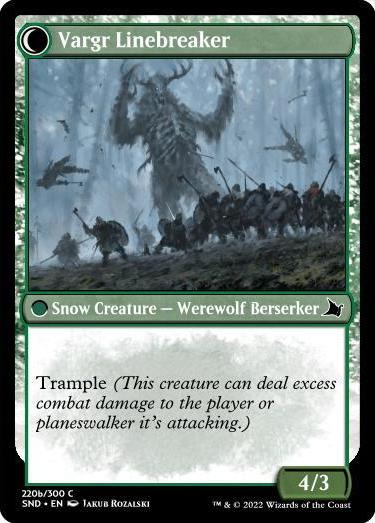 Vargr Linebreaker
Snow Creature — Werewolf Berserker
Trample (This creature can deal excess
combat damage to the player or
planeswalker it's attacking.)
4/3
220b/300 C
SND • EN Jakub Rozalski
™ & © 2022 Wizards of the Coast